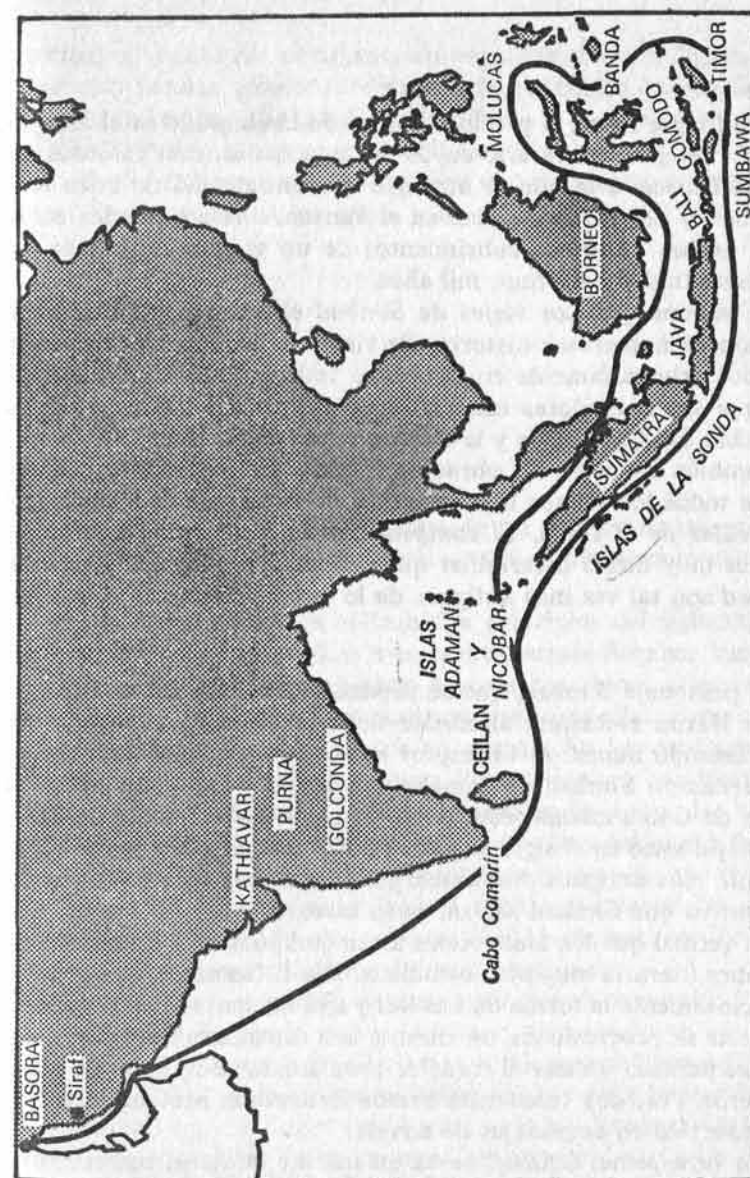 BASORA
Siraf
KATHIAVAR
PURNA
GOLCONDA
Cabo Comorín
CEILAN
ISLAS
ADAMAN
NICOBAR
SUMATRA
ISLAS DE LA SONDA
JAVA
BORNEO
BALI
COMODO
SUMBAWA
TIMOR
BANDA
MOLUCAS